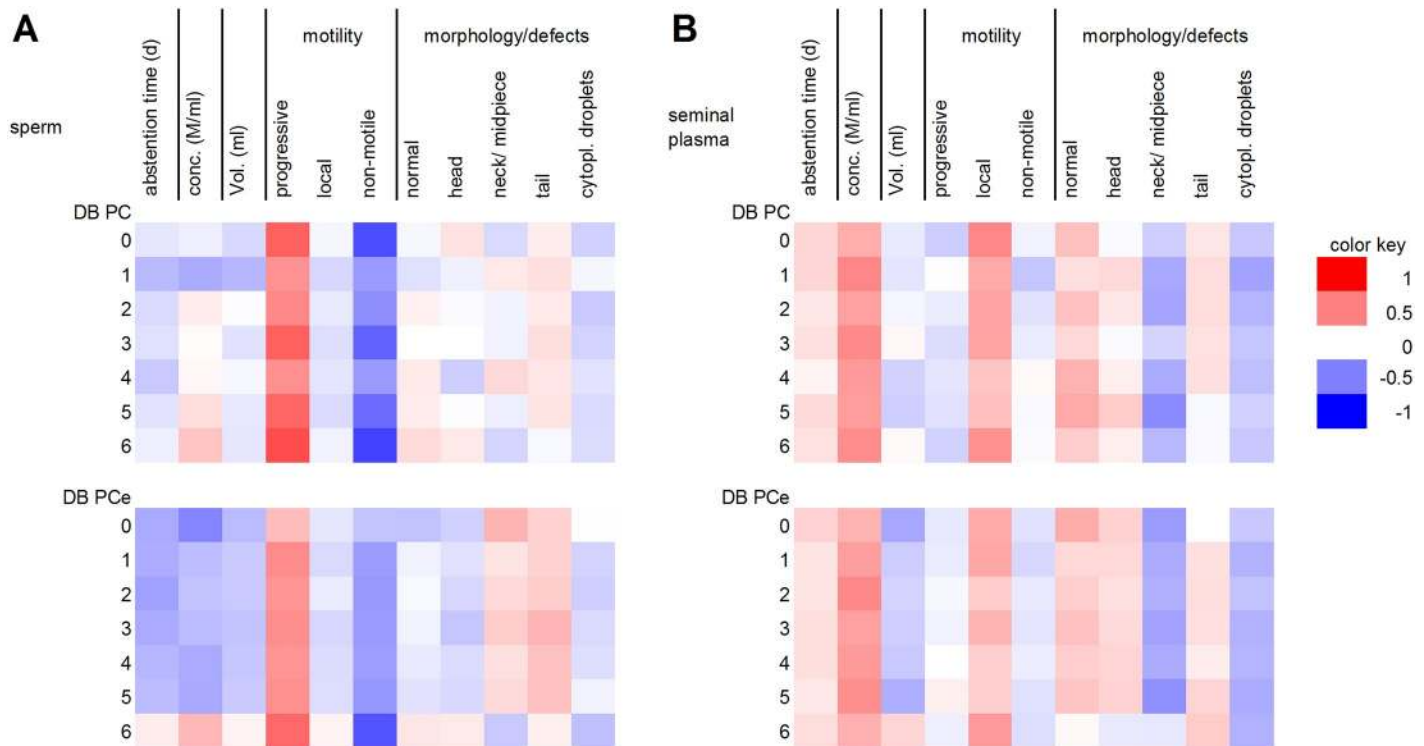 A
sperm
abstention time (d)
conc. (M/ml)
Vol. (ml)
motility
progressive
local
non-motile
morphology/defects
normal
head
neck/ midpiece
tail
cytopl. droplets
DB PC
0
1
2
3
4
5
6
DB PCe
0
1
2
3
4
5
6
B
seminal
plasma
abstention time (d)
conc. (M/ml)
Vol. (ml)
motility
progressive
local
non-motile
morphology/defects
normal
head
neck/ midpiece
tail
cytopl. droplets
DB PC
0
1
2
3
4
5
6
DB PCe
0
1
2
3
4
5
6
color key
1
0.5
0
-0.5
-1